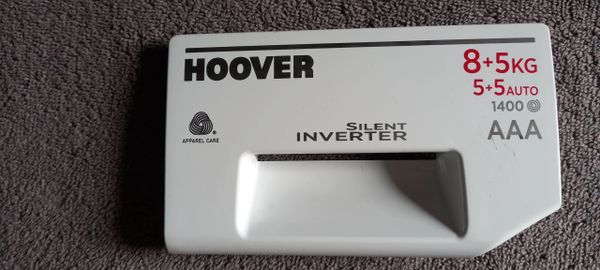 HOOVER
8+5KG
5+5AUTO
1400
AAA
SILENT
INVERTER
®
APPAREL CARE